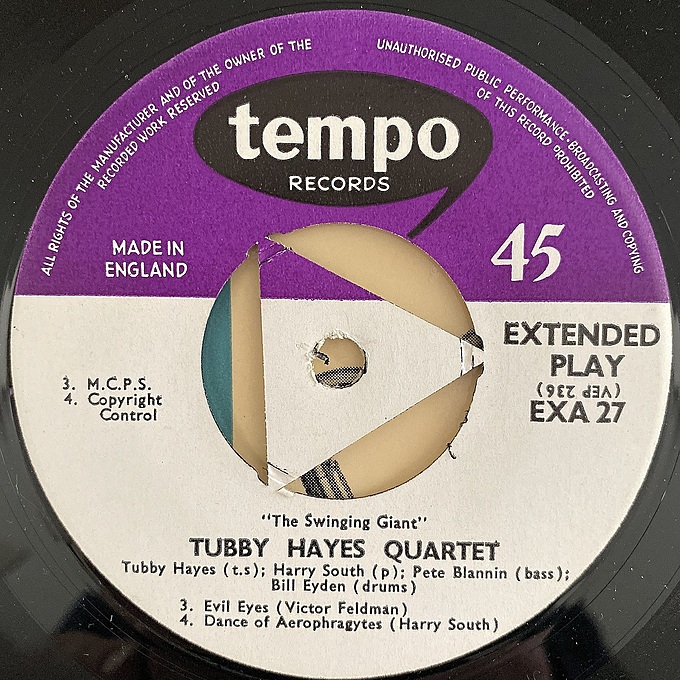 ALL RIGHTS OF THE MANUFACTURER AND OF THE OWNER OF THE
RECORDED WORK RESERVED
UNAUTHORISED PUBLIC PERFORMANCE, BROADCASTING AND COPYING
OF THIS RECORD PROHIBITED
tempo
RECORDS
MADE IN
ENGLAND
45
EXTENDED
PLAY
(VEP 236)
EXA 27
3. M.C.P.S.
4. Copyright
Control
"The Swinging Giant"
TUBBY HAYES QUARTET
Tubby Hayes (t.s); Harry South (p); Pete Blannin (bass);
Bill Eyden (drums)
3. Evil Eyes (Victor Feldman)
4. Dance of Aerophragytes (Harry South)